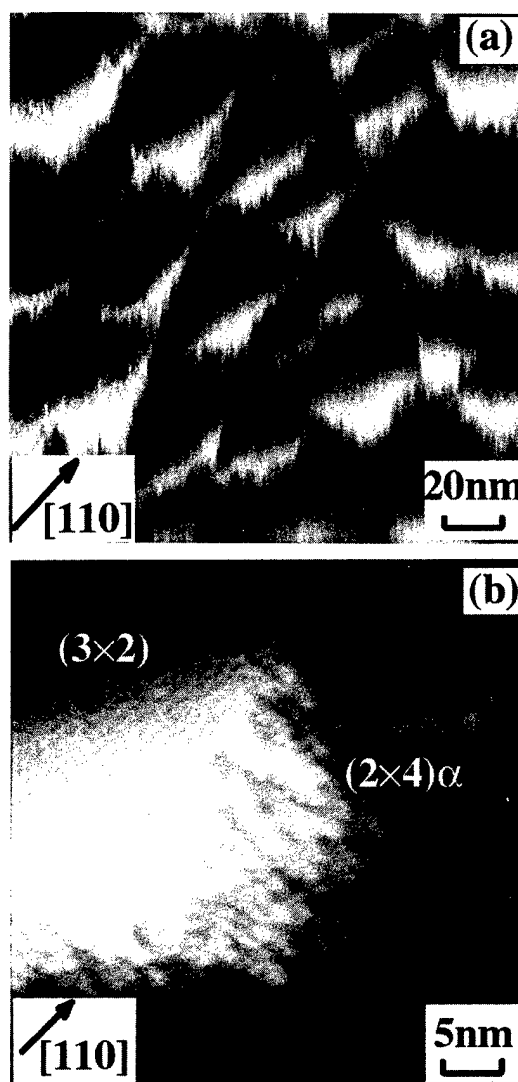 (a)
[110]
20nm
(b)
(3×2)
(2×4)α
[110]
5nm